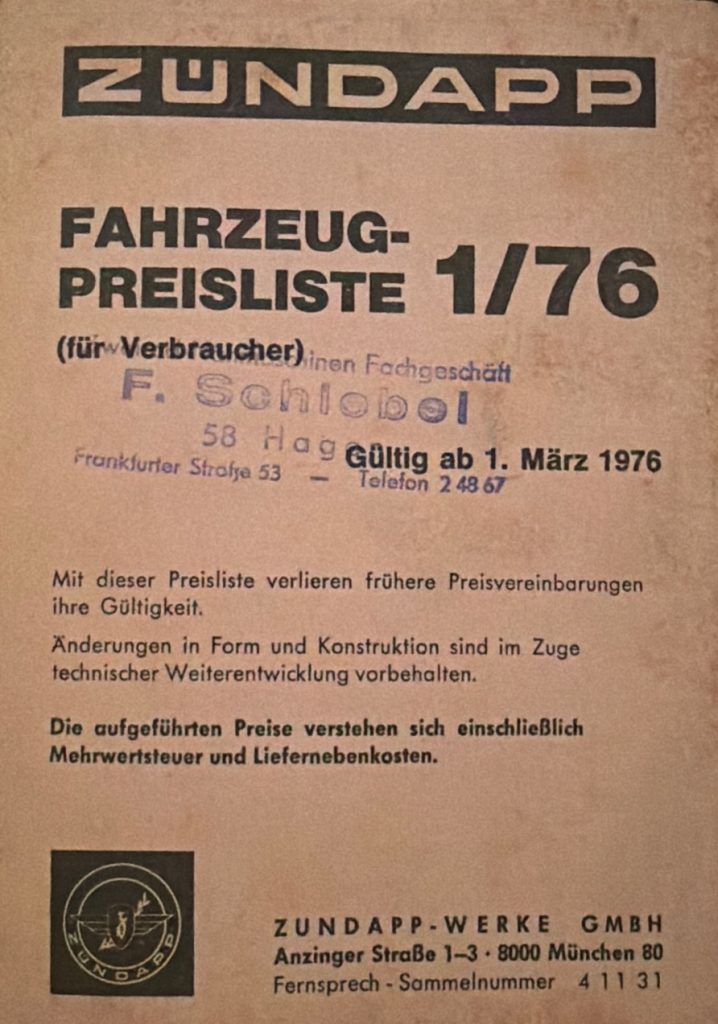 ZÜNDAPP
FAHRZEUG-
PREISLISTE 1/76
(für Verbraucher)
Fachgeschäft
F. Schlobel
58 Hag
Gültig ab 1. März 1976
Frankfurter Straße 53 — Telefon 2 48 67
Mit dieser Preisliste verlieren frühere Preisvereinbarungen
ihre Gültigkeit.
Änderungen in Form und Konstruktion sind im Zuge
technischer Weiterentwicklung vorbehalten.
Die aufgeführten Preise verstehen sich einschließlich
Mehrwertsteuer und Liefernebenkosten.
ZÜNDAPP
ZUNDAPP-WERKE GMBH
Anzinger Straße 1–3 · 8000 München 80
Fernsprech - Sammelnummer 4 11 31